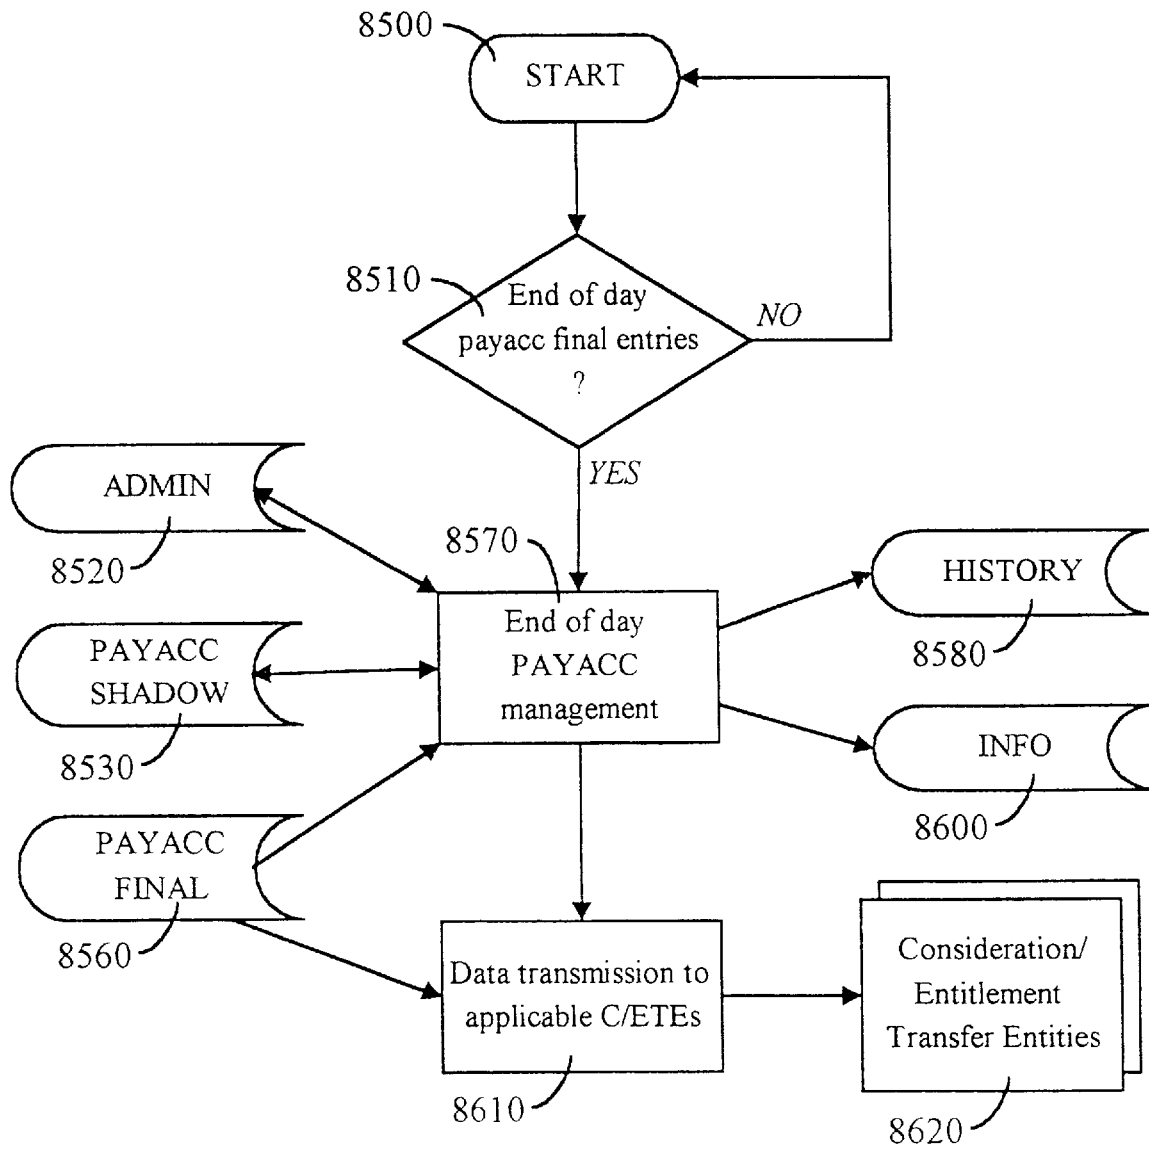 8500
START
8510
End of day
payacc final entries
?
NO
YES
ADMIN
8520
8570
End of day
PAYACC
management
HISTORY
8580
PAYACC
SHADOW
8530
INFO
8600
PAYACC
FINAL
8560
Data transmission to
applicable C/ETEs
8610
Consideration/
Entitlement
Transfer Entities
8620